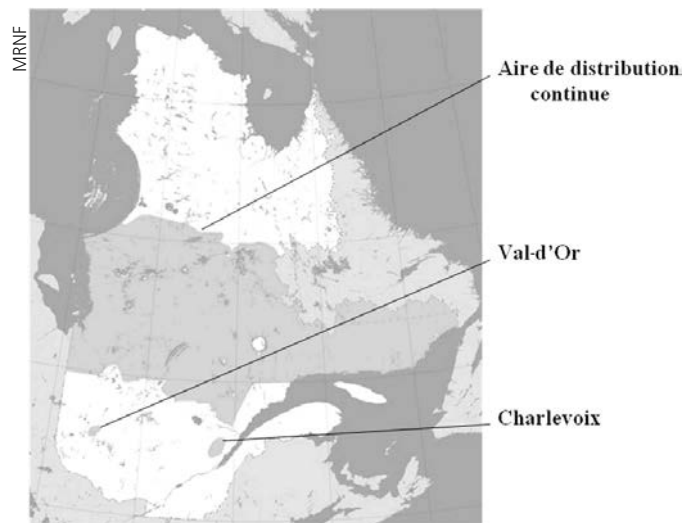 MRNF
Aire de distribution
continue
Val-d'Or
Charlevoix